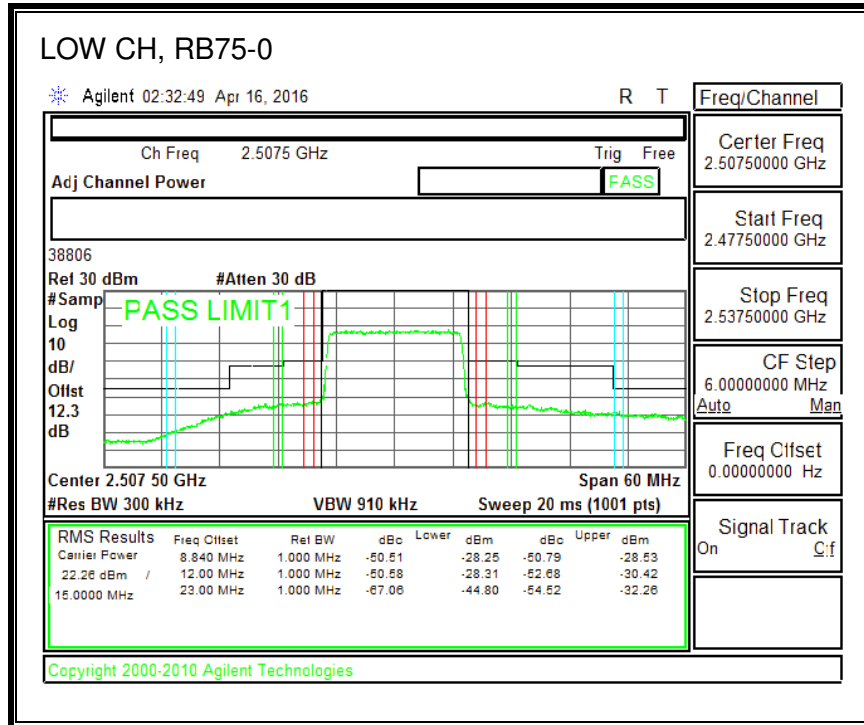 LOW CH, RB75-0
Agilent 02:32:49 Apr 16, 2016 R T
Freq/Channel
Ch Freq 2.5075 GHz Trig Free
Adj Channel Power PASS
Center Freq
2.50750000 GHz
Start Freq
2.47750000 GHz
Stop Freq
2.53750000 GHz
CF Step
6.00000000 MHz
Auto Man
Freq Offset
0.00000000 Hz
Signal Track
On Off
38806
Ref 30 dBm #Atten 30 dB
#Samp
Log
10
dB/
Offst
12.3
dB
PASS LIMIT1
Center 2.507 50 GHz Span 60 MHz
#Res BW 300 kHz VBW 910 kHz Sweep 20 ms (1001 pts)
RMS Results Freq Offset Ref BW dBc Lower dBm dBc Upper dBm
Carrier Power 8.840 MHz 1.000 MHz -50.51 -28.25 -50.79 -28.53
22.26 dBm / 12.00 MHz 1.000 MHz -50.58 -28.31 -52.68 -30.42
15.0000 MHz 23.00 MHz 1.000 MHz -67.06 -44.80 -54.52 -32.26
Copyright 2000-2010 Agilent Technologies